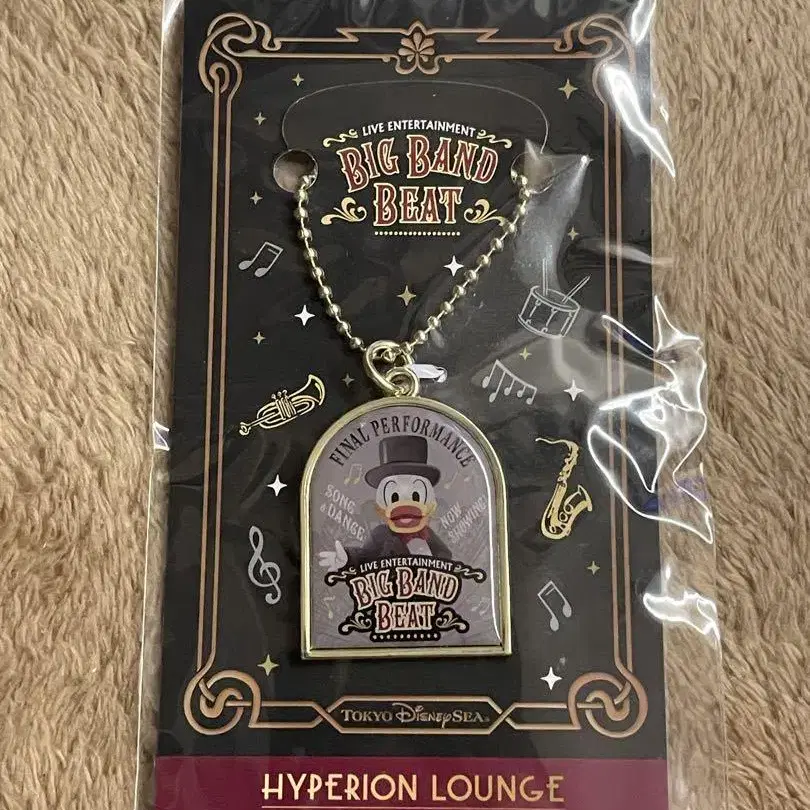 LIVE ENTERTAINMENT
BIG BAND
BEAT
FINAL PERFORMANCE
SONG
& DANCE
NOW
SHOWING!
LIVE ENTERTAINMENT
BIG BAND
BEAT
TOKYO DISNEYSEA®
HYPERION LOUNGE